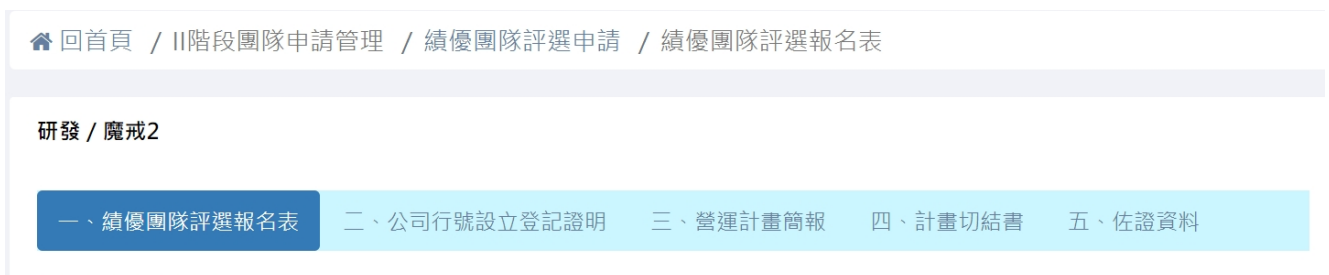 回首頁 / II階段團隊申請管理 / 績優團隊評選申請 / 績優團隊評選報名表
研發 / 魔戒2
一、績優團隊評選報名表 二、公司行號設立登記證明 三、營運計畫簡報 四、計畫切結書 五、佐證資料